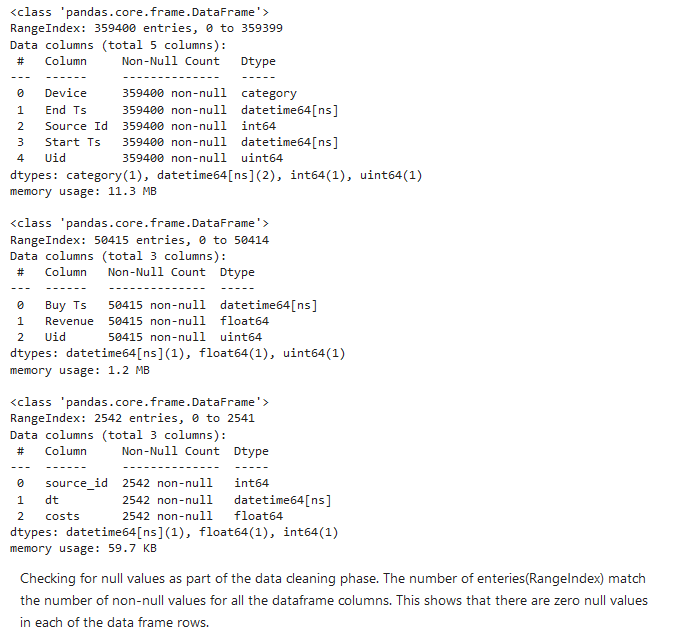 <class 'pandas.core.frame.DataFrame'>
RangeIndex: 359400 entries, 0 to 359399
Data columns (total 5 columns):
 #   Column     Non-Null Count   Dtype
---  ------     --------------   -----
 0   Device     359400 non-null  category
 1   End Ts     359400 non-null  datetime64[ns]
 2   Source Id  359400 non-null  int64
 3   Start Ts   359400 non-null  datetime64[ns]
 4   Uid        359400 non-null  uint64
dtypes: category(1), datetime64[ns](2), int64(1), uint64(1)
memory usage: 11.3 MB
<class 'pandas.core.frame.DataFrame'>
RangeIndex: 50415 entries, 0 to 50414
Data columns (total 3 columns):
 #   Column   Non-Null Count  Dtype
---  ------   --------------  -----
 0   Buy Ts   50415 non-null  datetime64[ns]
 1   Revenue  50415 non-null  float64
 2   Uid      50415 non-null  uint64
dtypes: datetime64[ns](1), float64(1), uint64(1)
memory usage: 1.2 MB
<class 'pandas.core.frame.DataFrame'>
RangeIndex: 2542 entries, 0 to 2541
Data columns (total 3 columns):
 #   Column     Non-Null Count  Dtype
---  ------     --------------  -----
 0   source_id  2542 non-null   int64
 1   dt         2542 non-null   datetime64[ns]
 2   costs      2542 non-null   float64
dtypes: datetime64[ns](1), float64(1), int64(1)
memory usage: 59.7 KB
Checking for null values as part of the data cleaning phase. The number of enteries(RangeIndex) match
the number of non-null values for all the dataframe columns. This shows that there are zero null values
in each of the data frame rows.